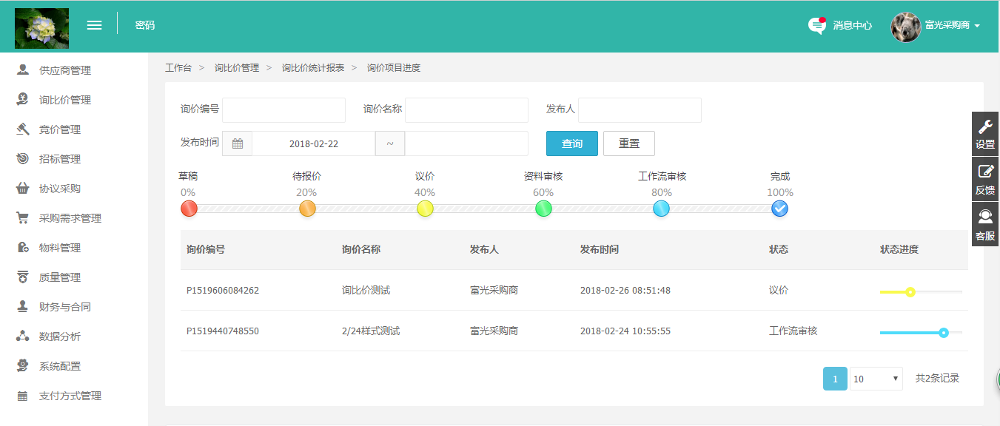 密码
消息中心
富光采购商
供应商管理
询比价管理
竞价管理
招标管理
协议采购
采购需求管理
物料管理
质量管理
财务与合同
数据分析
系统配置
支付方式管理
工作台 > 询比价管理 > 询比价统计报表 > 询价项目进度
询价编号 询价名称 发布人
发布时间 2018-02-22 ~ 查询 重置
草稿 待报价 议价 资料审核 工作流审核 完成
0% 20% 40% 60% 80% 100%
询价编号 询价名称 发布人 发布时间 状态 状态进度
P1519606084262 询比价测试 富光采购商 2018-02-26 08:51:48 议价
P1519440748550 2/24样式测试 富光采购商 2018-02-24 10:55:55 工作流审核
1 10 共2条记录
设置
反馈
客服